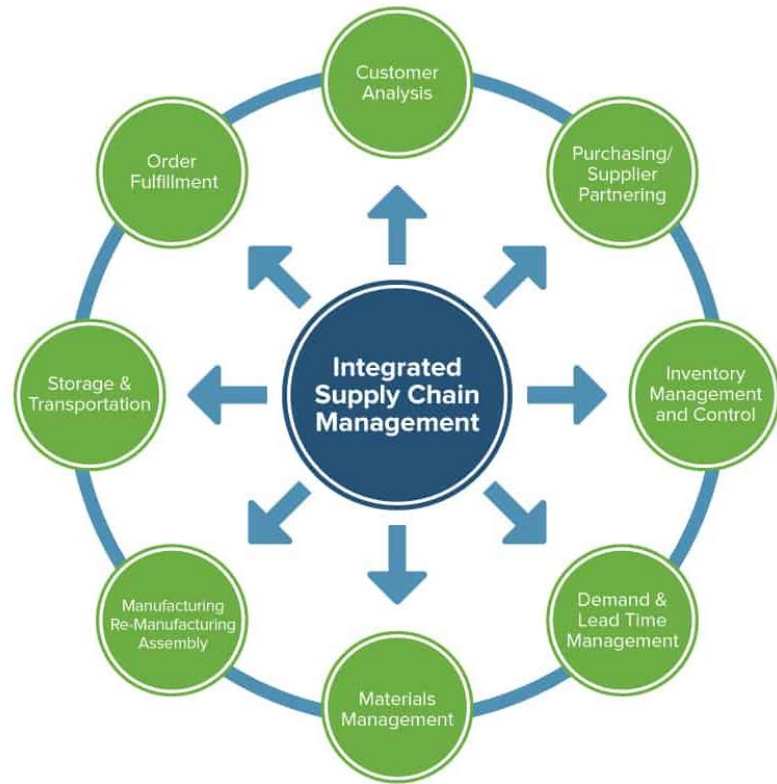 Customer
Analysis
Purchasing/
Supplier
Partnering
Inventory
Management
and Control
Demand &
Lead Time
Management
Materials
Management
Manufacturing
Re-Manufacturing
Assembly
Storage &
Transportation
Order
Fulfillment
Integrated
Supply Chain
Management